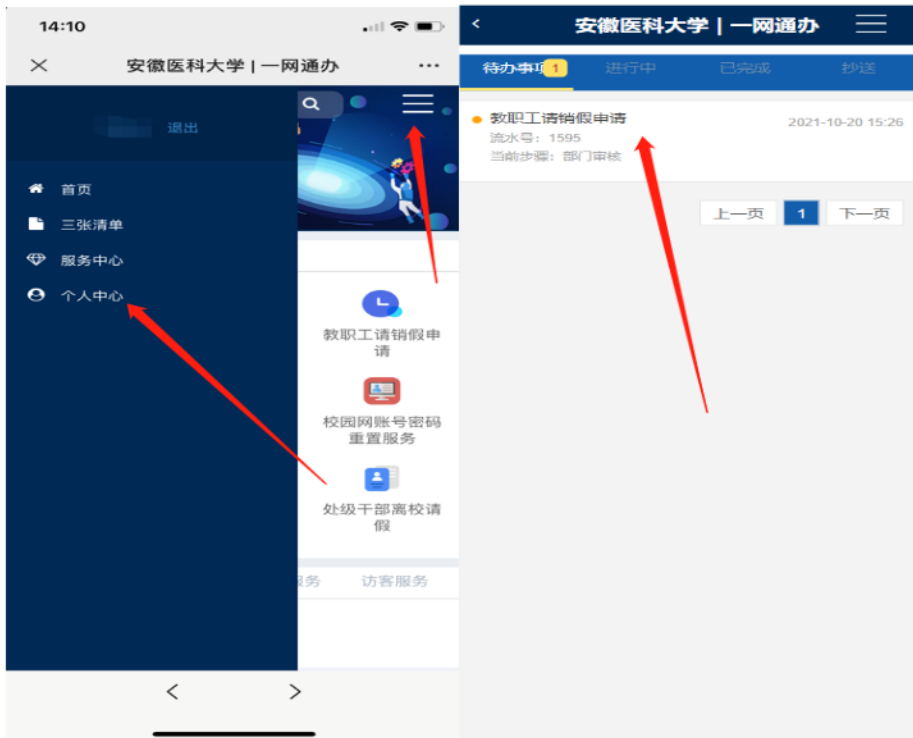 14:10
安徽医科大学 | 一网通办
退出
首页
三张清单
服务中心
个人中心
教职工请销假申
请
校园网账号密码
重置服务
处级干部离校请
假
服务
访客服务
安徽医科大学 | 一网通办
待办事项 1
进行中
已完成
抄送
教职工请销假申请
2021-10-20 15:26
流水号: 1595
当前步骤: 部门审核
上一页
1
下一页